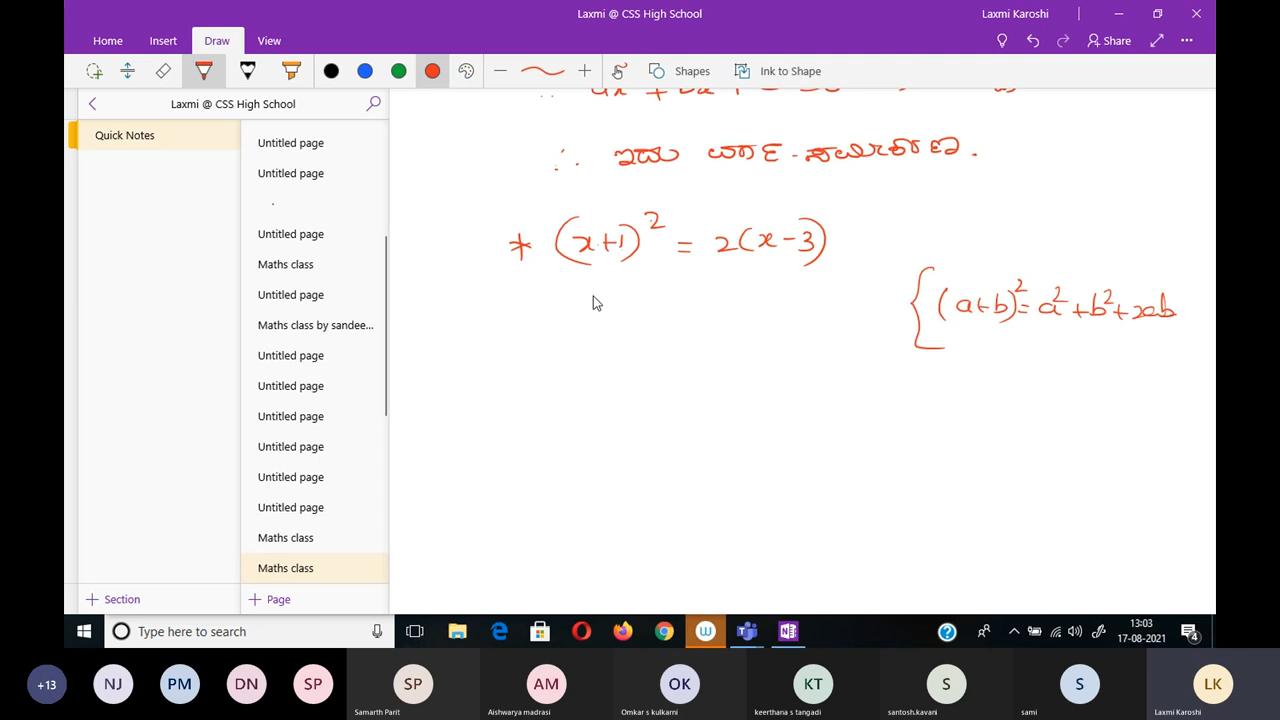 Laxmi @ CSS High School
Laxmi Karoshi
Home Insert Draw View
Share
Shapes
Ink to Shape
Laxmi @ CSS High School
Quick Notes
Untitled page
Untitled page
.
Untitled page
Maths class
Untitled page
Maths class by sandee...
Untitled page
Untitled page
Untitled page
Untitled page
Untitled page
Untitled page
Maths class
Maths class
+ Section
+ Page
∴ ಇದು ವರ್ಗ ಸಮೀಕರಣ.
* (x+1)² = 2(x-3)
{(a+b)² = a² + b² + 2ab
Type here to search
13:03
17-08-2021
4
+13 NJ PM DN SP SP AM OK KT S S LK
Samarth Parit
Aishwarya madrasi
Omkar s kulkarni
keerthana s tangadi
santosh.kavani
sami
Laxmi Karoshi